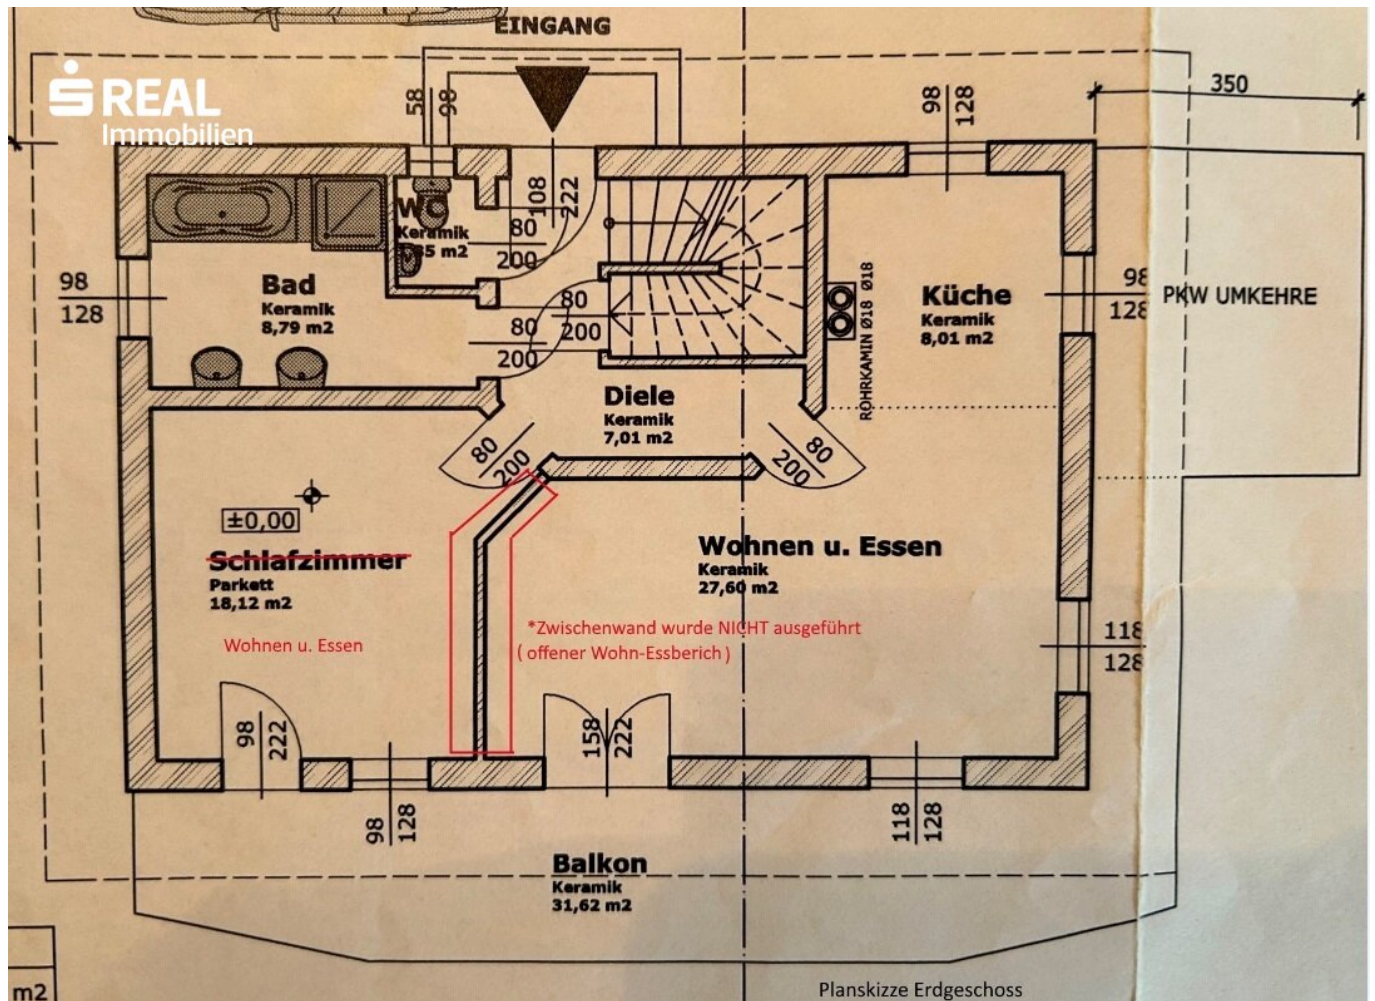 EINGANG
S REAL
Immobilien
58
98
98
128
350
108
222
WC
Keramik
80
200
Bad
Keramik
8,79 m2
98
128
80
200
80
200
ROHRKAMIN Ø18 Ø18
Küche
Keramik
8,01 m2
98
128
PKW UMKEHRE
Diele
Keramik
7,01 m2
80
200
80
200
±0,00
Schlafzimmer
Parkett
18,12 m2
Wohnen u. Essen
Wohnen u. Essen
Keramik
27,60 m2
*Zwischenwand wurde NICHT ausgeführt
( offener Wohn-Essberich )
118
128
98
222
158
222
98
128
118
128
Balkon
Keramik
31,62 m2
m2
Planskizze Erdgeschoss